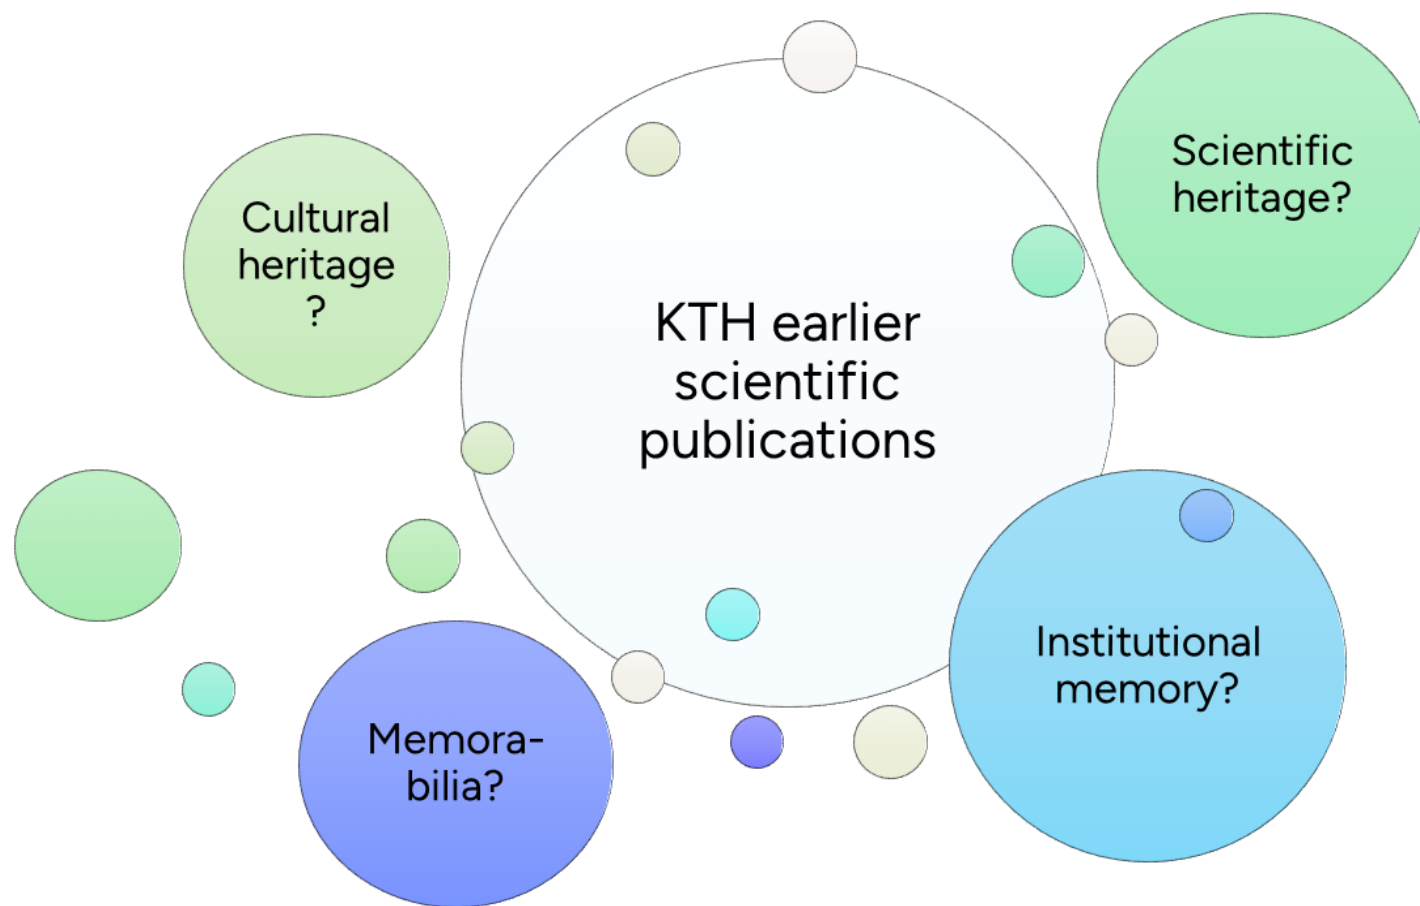 Scientific
heritage?
Cultural
heritage
?
KTH earlier
scientific
publications
Institutional
memory?
Memora-
bilia?